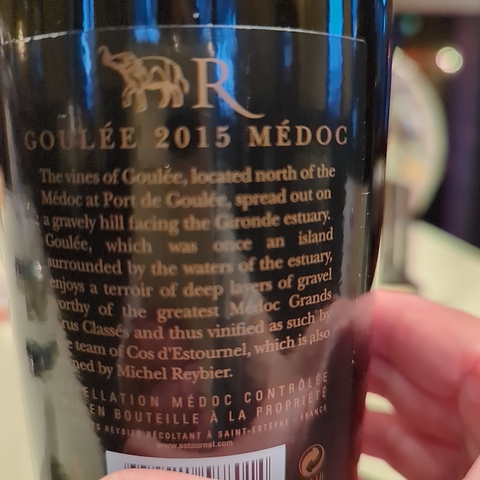 R
GOULÉE 2015 MÉDOC
The vines of Goulée, located north of the
Médoc at Port de Goulée, spread out on
a gravely hill facing the Gironde estuary.
Goulée, which was once an island
surrounded by the waters of the estuary,
enjoys a terroir of deep layers of gravel
worthy of the greatest Médoc Grands
Crus Classés and thus vinified as such by
the team of Cos d'Estournel, which is also
owned by Michel Reybier.
APPELLATION MÉDOC CONTRÔLÉE
EN BOUTEILLE À LA PROPRIÉTÉ
REYBIER RÉCOLTANT À SAINT-ESTÈPHE - FRANCE
www.estournel.com